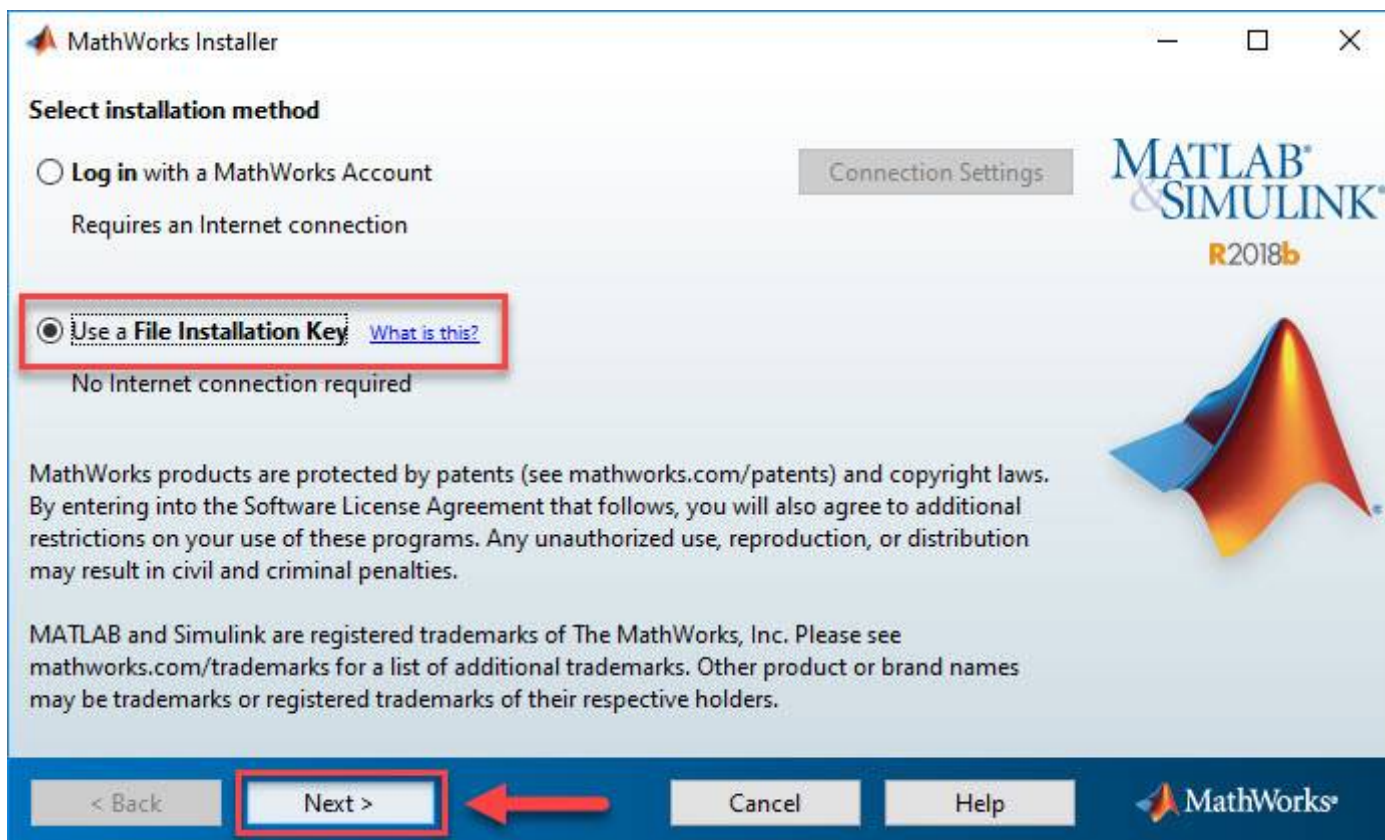 MathWorks Installer
Select installation method
Log in with a MathWorks Account
Connection Settings
Requires an Internet connection
MATLAB®
&SIMULINK®
R2018b
Use a File Installation Key What is this?
No Internet connection required
MathWorks products are protected by patents (see mathworks.com/patents) and copyright laws.
By entering into the Software License Agreement that follows, you will also agree to additional
restrictions on your use of these programs. Any unauthorized use, reproduction, or distribution
may result in civil and criminal penalties.
MATLAB and Simulink are registered trademarks of The MathWorks, Inc. Please see
mathworks.com/trademarks for a list of additional trademarks. Other product or brand names
may be trademarks or registered trademarks of their respective holders.
< Back Next > Cancel Help MathWorks®